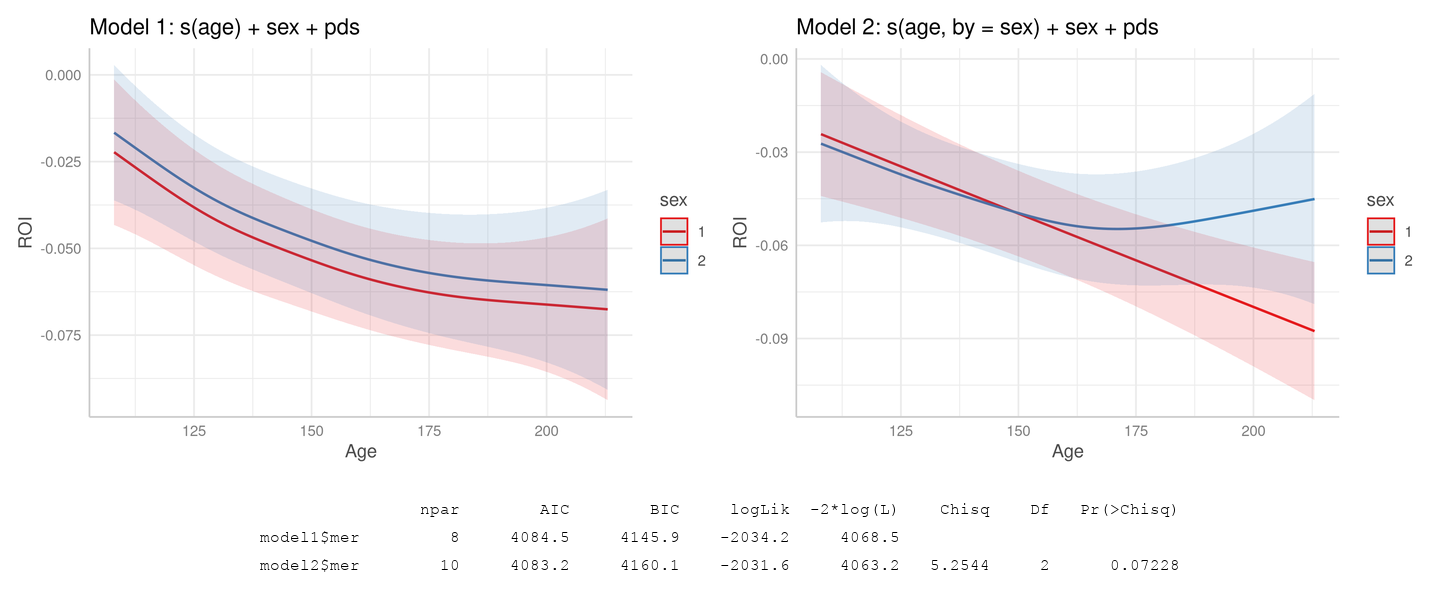 Model 1: s(age) + sex + pds
0.000
-0.025
-0.050
-0.075
ROI
125 150 175 200
Age
sex
1
2
Model 2: s(age, by = sex) + sex + pds
0.00
-0.03
-0.06
-0.09
ROI
125 150 175 200
Age
sex
1
2
npar AIC BIC logLik -2*log(L) Chisq Df Pr(>Chisq)
model1$mer 8 4084.5 4145.9 -2034.2 4068.5
model2$mer 10 4083.2 4160.1 -2031.6 4063.2 5.2544 2 0.07228